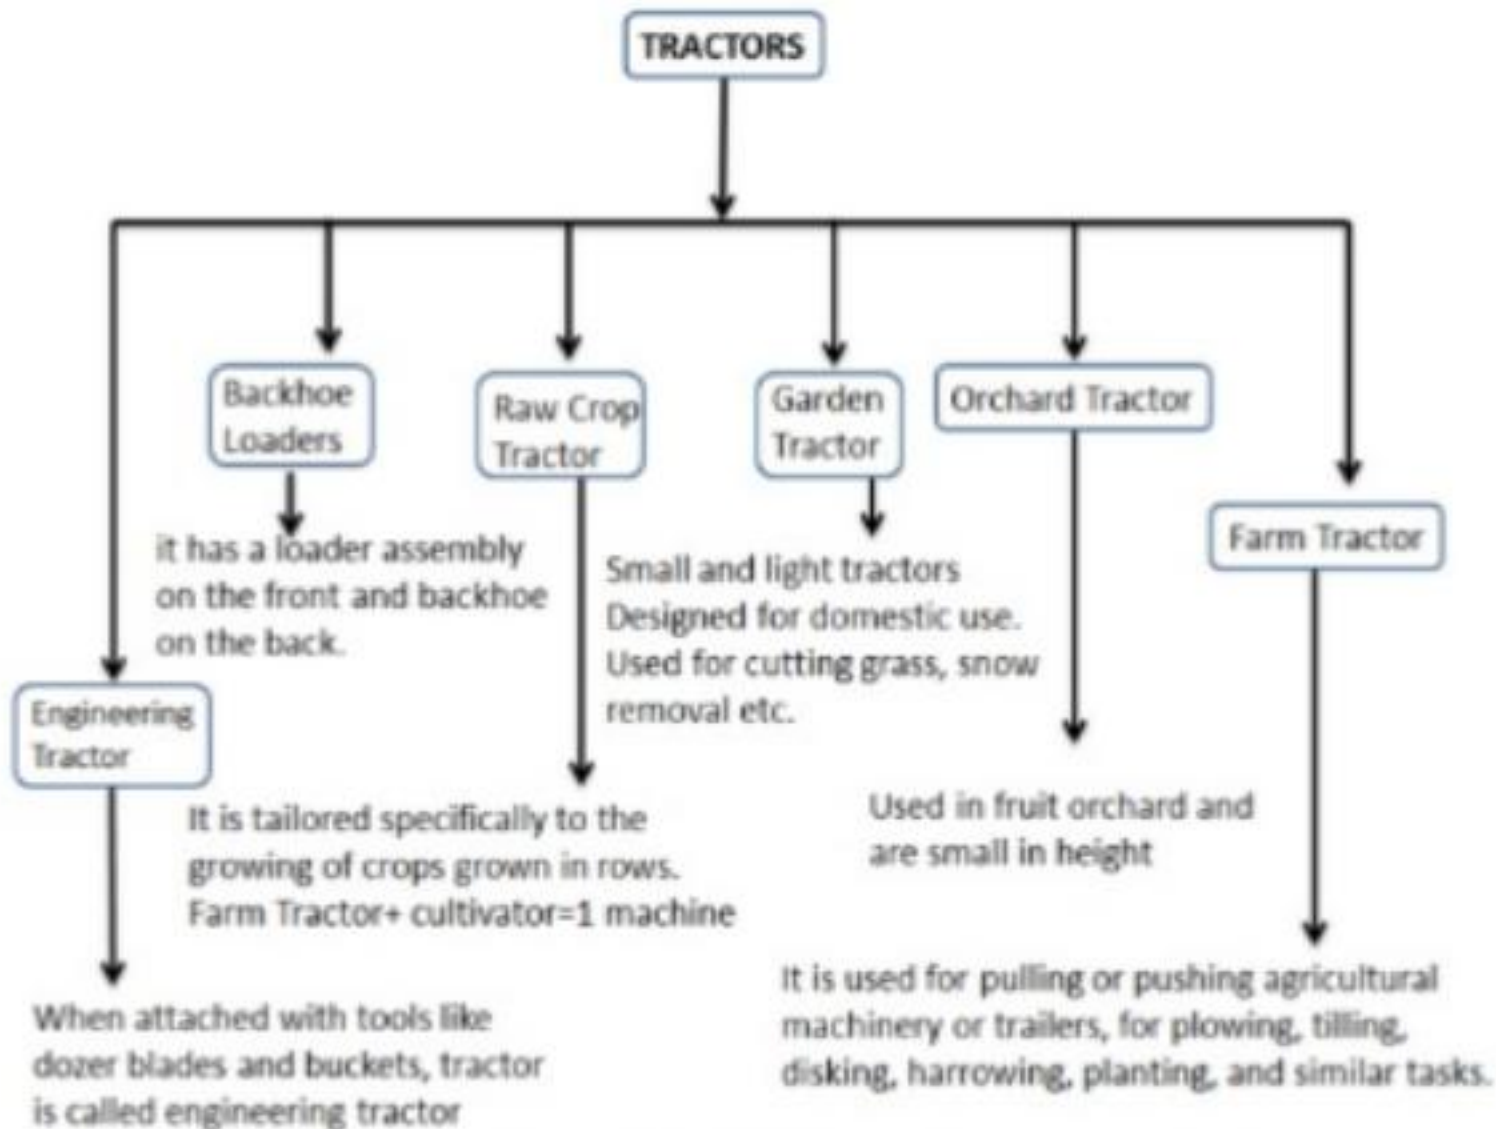 TRACTORS
Backhoe
Loaders
Raw Crop
Tractor
Garden
Tractor
Orchard Tractor
Farm Tractor
it has a loader assembly
on the front and backhoe
on the back.
Small and light tractors
Designed for domestic use.
Used for cutting grass, snow
removal etc.
Engineering
Tractor
It is tailored specifically to the
growing of crops grown in rows.
Farm Tractor+ cultivator=1 machine
Used in fruit orchard and
are small in height
When attached with tools like
dozer blades and buckets, tractor
is called engineering tractor
It is used for pulling or pushing agricultural
machinery or trailers, for plowing, tilling,
disking, harrowing, planting, and similar tasks.